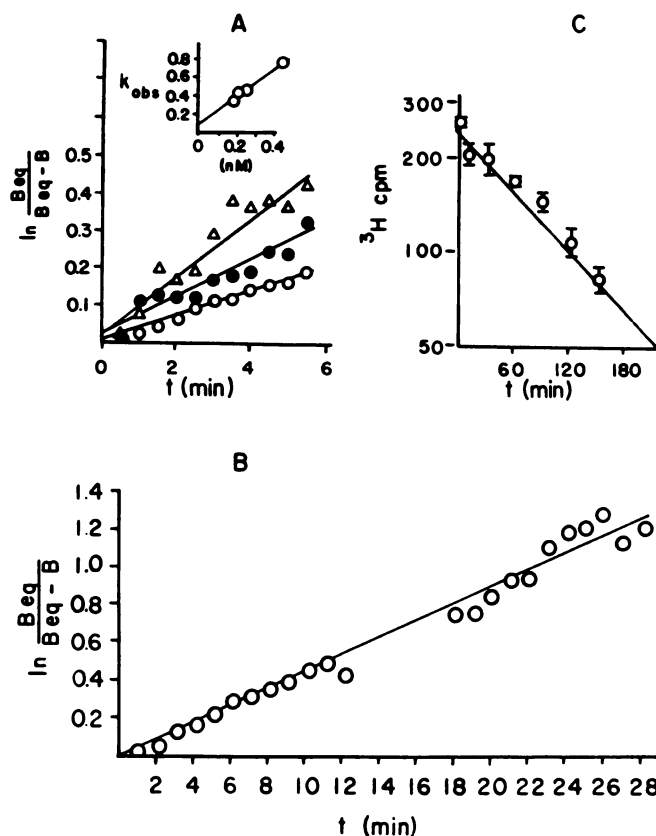 A
C
k obs
0.8
0.6
0.4
0.2
0 0.2 0.4
(nM)
ln Beq / Beq - B
0.5
0.4
0.3
0.2
0.1
0 2 4 6
t (min)
³H cpm
300
200
100
50
60 120 180
t (min)
B
ln Beq / Beq - B
1.4
1.2
1.0
0.8
0.6
0.4
0.2
2 4 6 8 10 12 14 16 18 20 22 24 26 28
t (min)